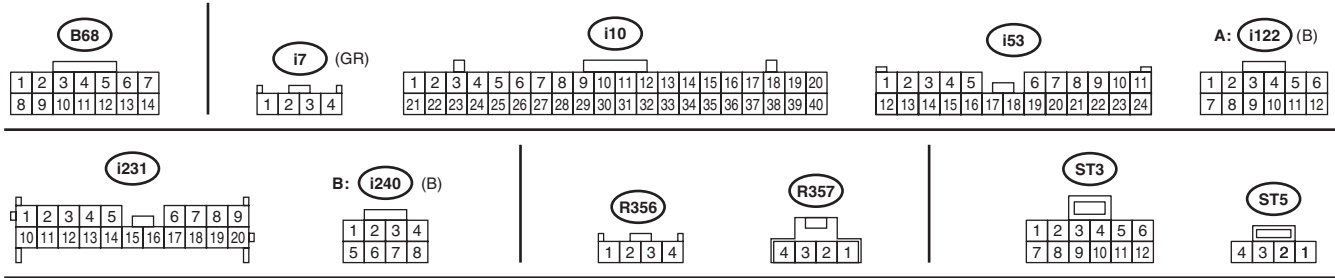 B68
1 2 3 4 5 6 7
8 9 10 11 12 13 14
i7 (GR)
1 2 3 4
i10
1 2 3 4 5 6 7 8 9 10 11 12 13 14 15 16 17 18 19 20
21 22 23 24 25 26 27 28 29 30 31 32 33 34 35 36 37 38 39 40
i53
1 2 3 4 5 6 7 8 9 10 11
12 13 14 15 16 17 18 19 20 21 22 23 24
A: i122 (B)
1 2 3 4 5 6
7 8 9 10 11 12
i231
1 2 3 4 5 6 7 8 9
10 11 12 13 14 15 16 17 18 19 20
B: i240 (B)
1 2 3 4
5 6 7 8
R356
1 2 3 4
R357
4 3 2 1
ST3
1 2 3 4 5 6
7 8 9 10 11 12
ST5
4 3 2 1